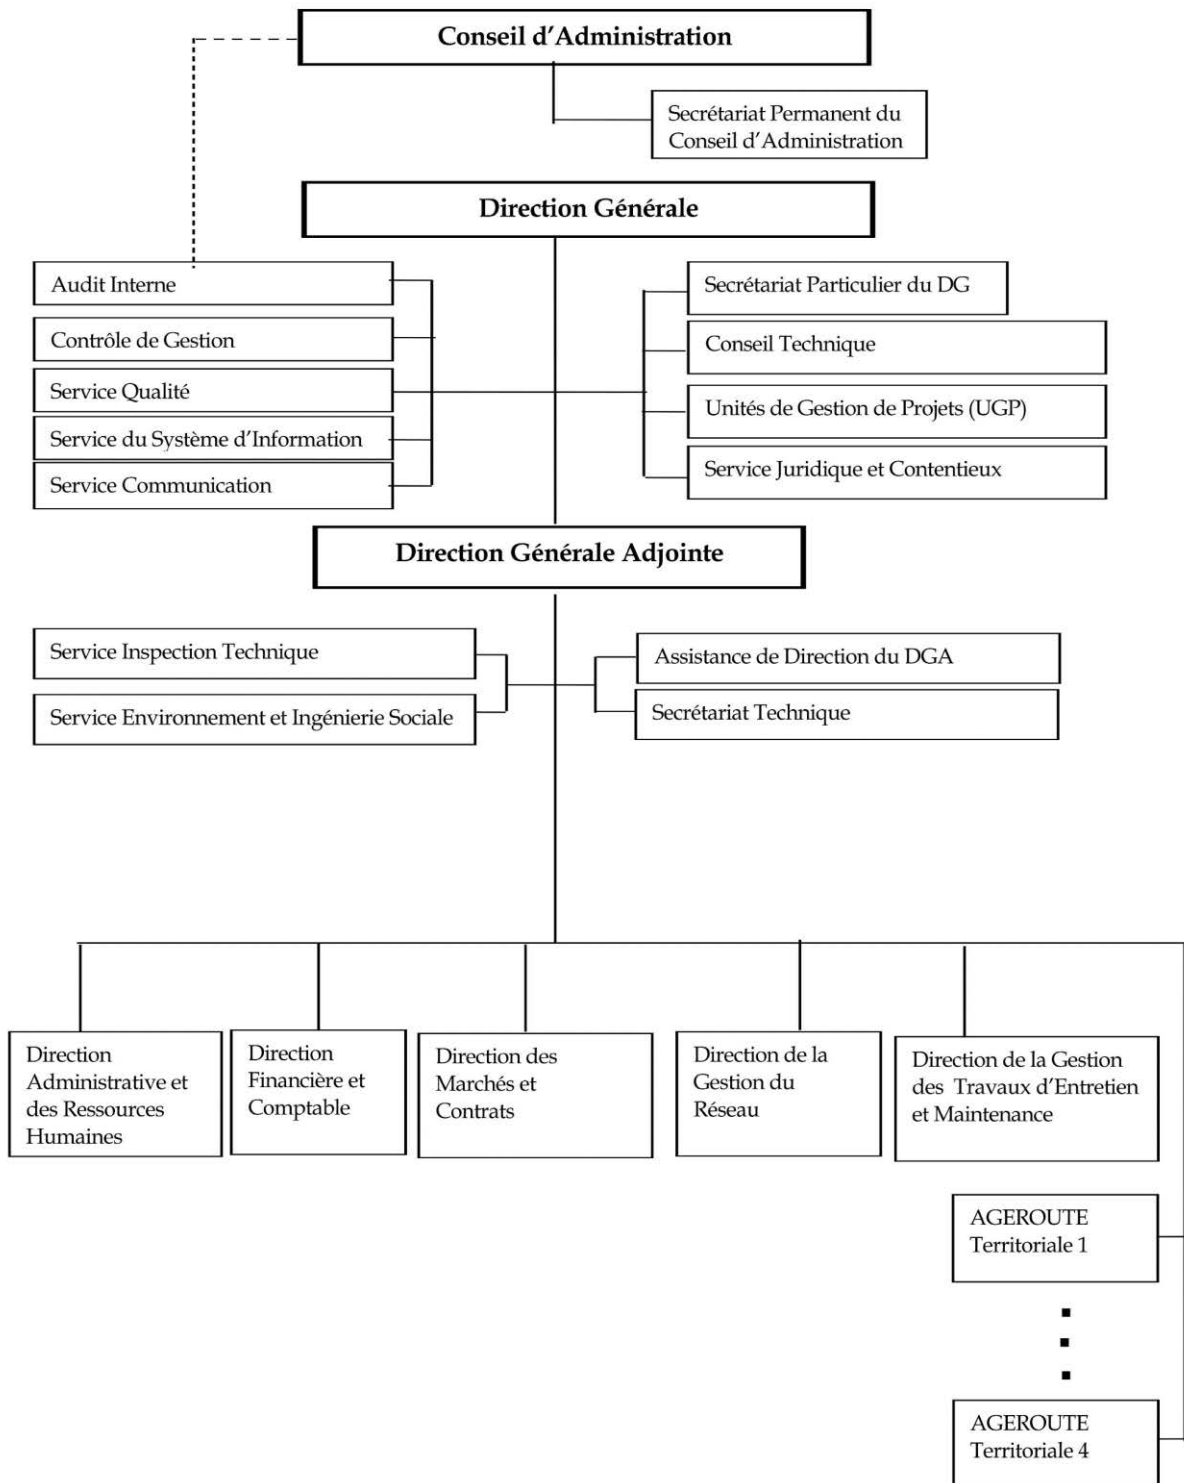 Conseil d'Administration
Secrétariat Permanent du
Conseil d'Administration
Direction Générale
Audit Interne
Contrôle de Gestion
Service Qualité
Service du Système d'Information
Service Communication
Secrétariat Particulier du DG
Conseil Technique
Unités de Gestion de Projets (UGP)
Service Juridique et Contentieux
Direction Générale Adjointe
Service Inspection Technique
Service Environnement et Ingénierie Sociale
Assistance de Direction du DGA
Secrétariat Technique
Direction
Administrative et
des Ressources
Humaines
Direction
Financière et
Comptable
Direction des
Marchés et
Contrats
Direction de la
Gestion du
Réseau
Direction de la Gestion
des Travaux d'Entretien
et Maintenance
AGEROUTE
Territoriale 1
AGEROUTE
Territoriale 4